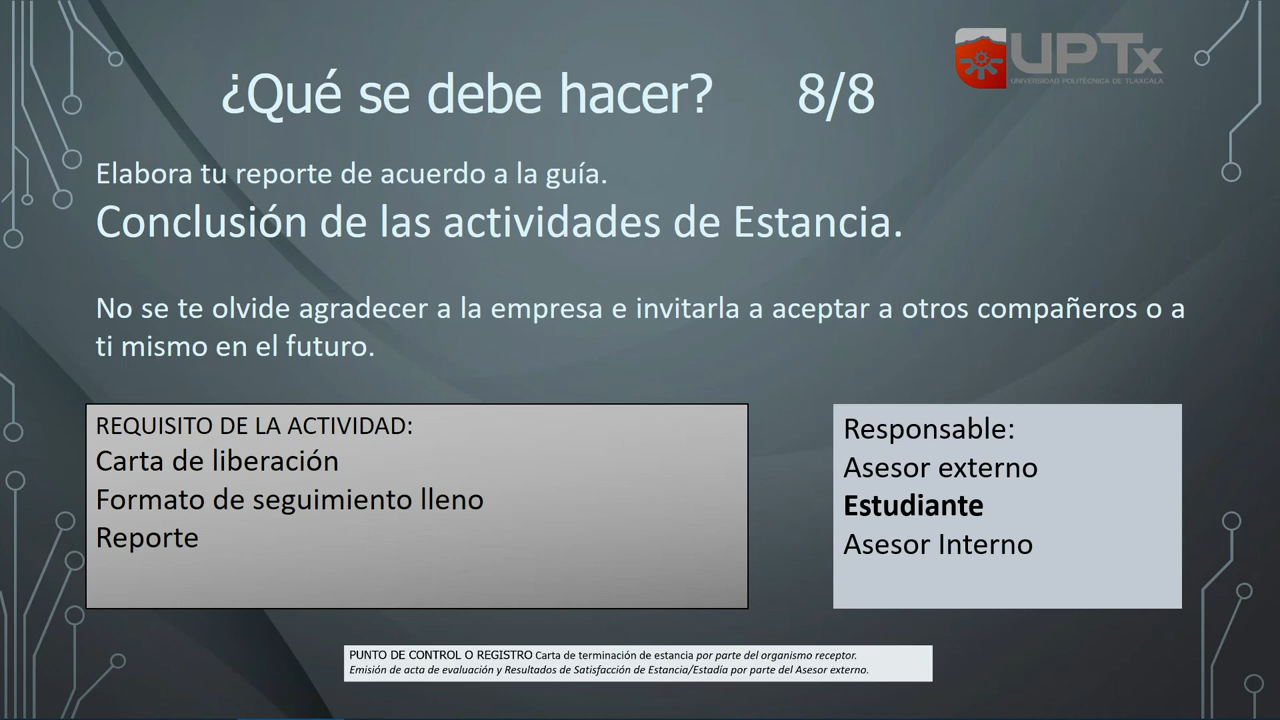 UPTx
UNIVERSIDAD POLITÉCNICA DE TLAXCALA
¿Qué se debe hacer? 8/8
Elabora tu reporte de acuerdo a la guía.
Conclusión de las actividades de Estancia.
No se te olvide agradecer a la empresa e invitarla a aceptar a otros compañeros o a
ti mismo en el futuro.
REQUISITO DE LA ACTIVIDAD:
Carta de liberación
Formato de seguimiento lleno
Reporte
Responsable:
Asesor externo
Estudiante
Asesor Interno
PUNTO DE CONTROL O REGISTRO Carta de terminación de estancia por parte del organismo receptor.
Emisión de acta de evaluación y Resultados de Satisfacción de Estancia/Estadía por parte del Asesor externo.